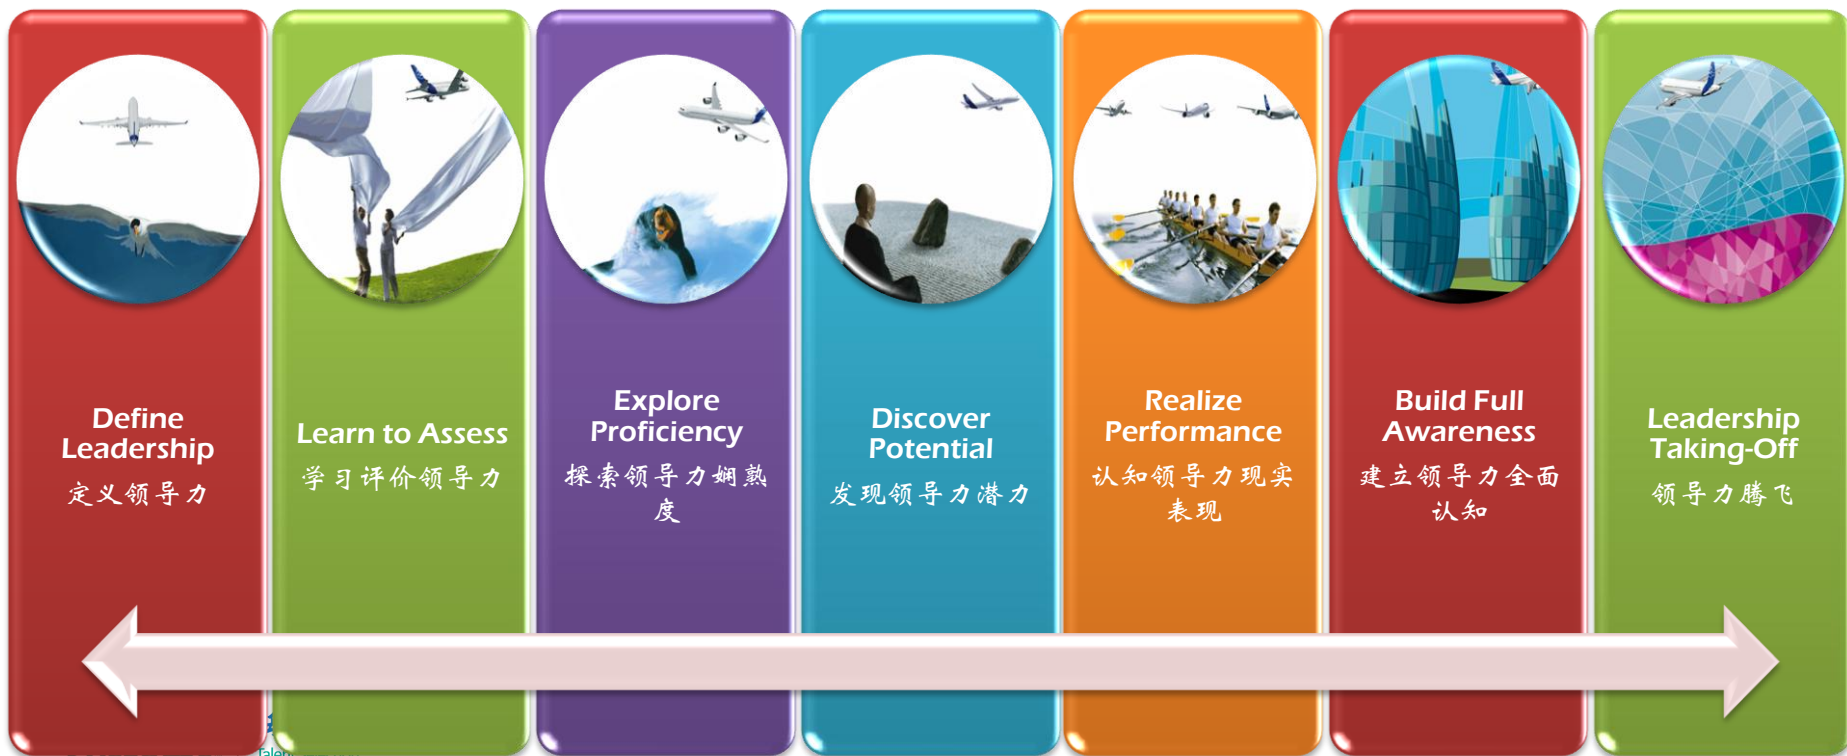 Define
Leadership
定义领导力
Learn to Assess
学习评价领导力
Explore
Proficiency
探索领导力娴熟
度
Discover
Potential
发现领导力潜力
Realize
Performance
认知领导力现实
表现
Build Full
Awareness
建立领导力全面
认知
Leadership
Taking-Off
领导力腾飞